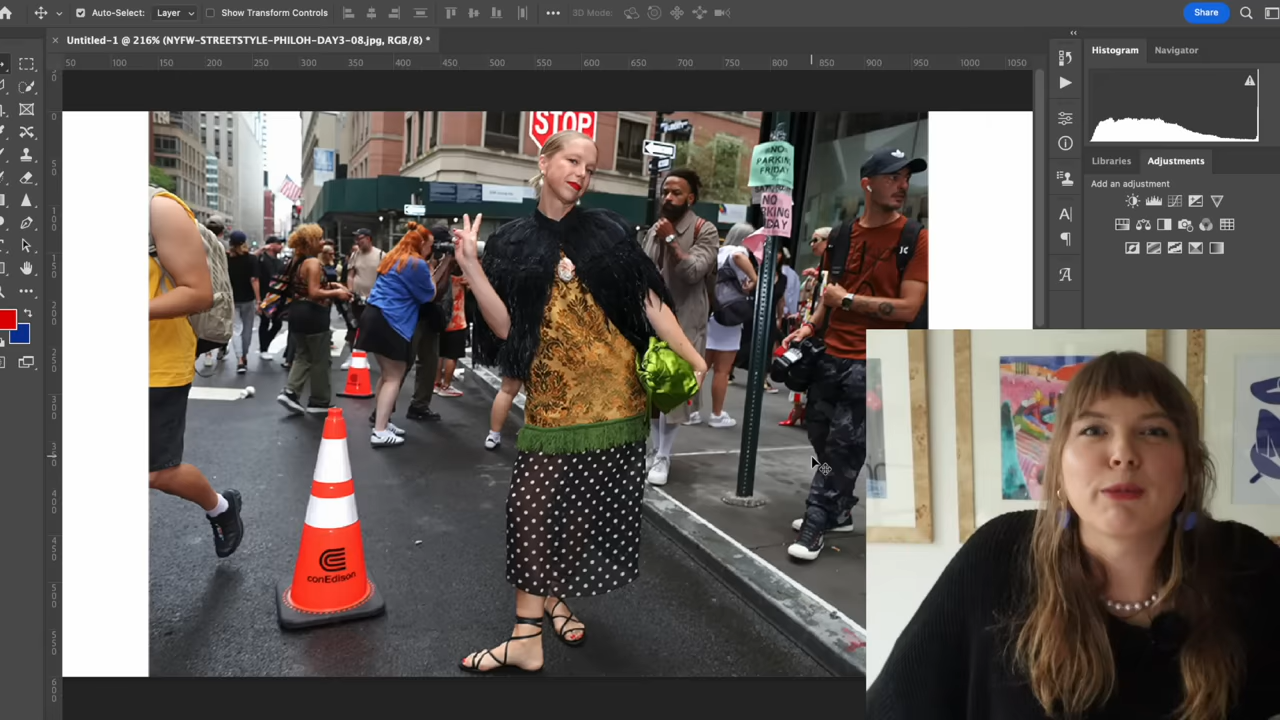 Auto-Select: Layer Show Transform Controls 3D Mode: Share
× Untitled-1 @ 216% (NYFW-STREETSTYLE-PHILOH-DAY3-08.jpg, RGB/8) *
50 100 150 200 250 300 350 400 450 500 550 600 650 700 750 800 850 900 950 1000 1050
Histogram Navigator
Libraries Adjustments
Add an adjustment
STOP
NO
PARKING
FRIDAY
NO
PARKING
conEdison